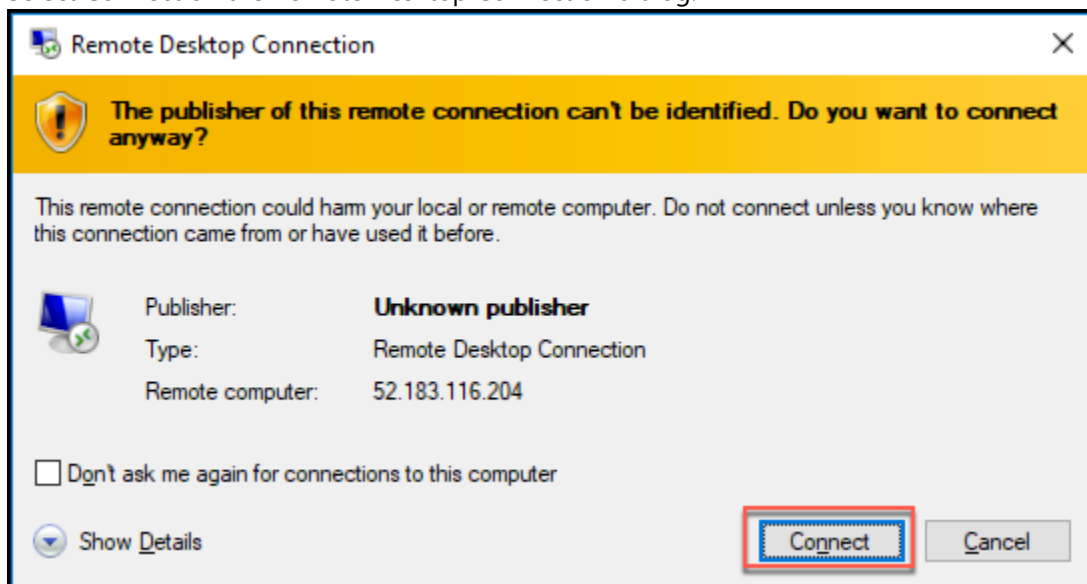 Remote Desktop Connection
The publisher of this remote connection can't be identified. Do you want to connect
anyway?
This remote connection could harm your local or remote computer. Do not connect unless you know where
this connection came from or have used it before.
Publisher: Unknown publisher
Type: Remote Desktop Connection
Remote computer: 52.183.116.204
Don't ask me again for connections to this computer
Show Details Connect Cancel